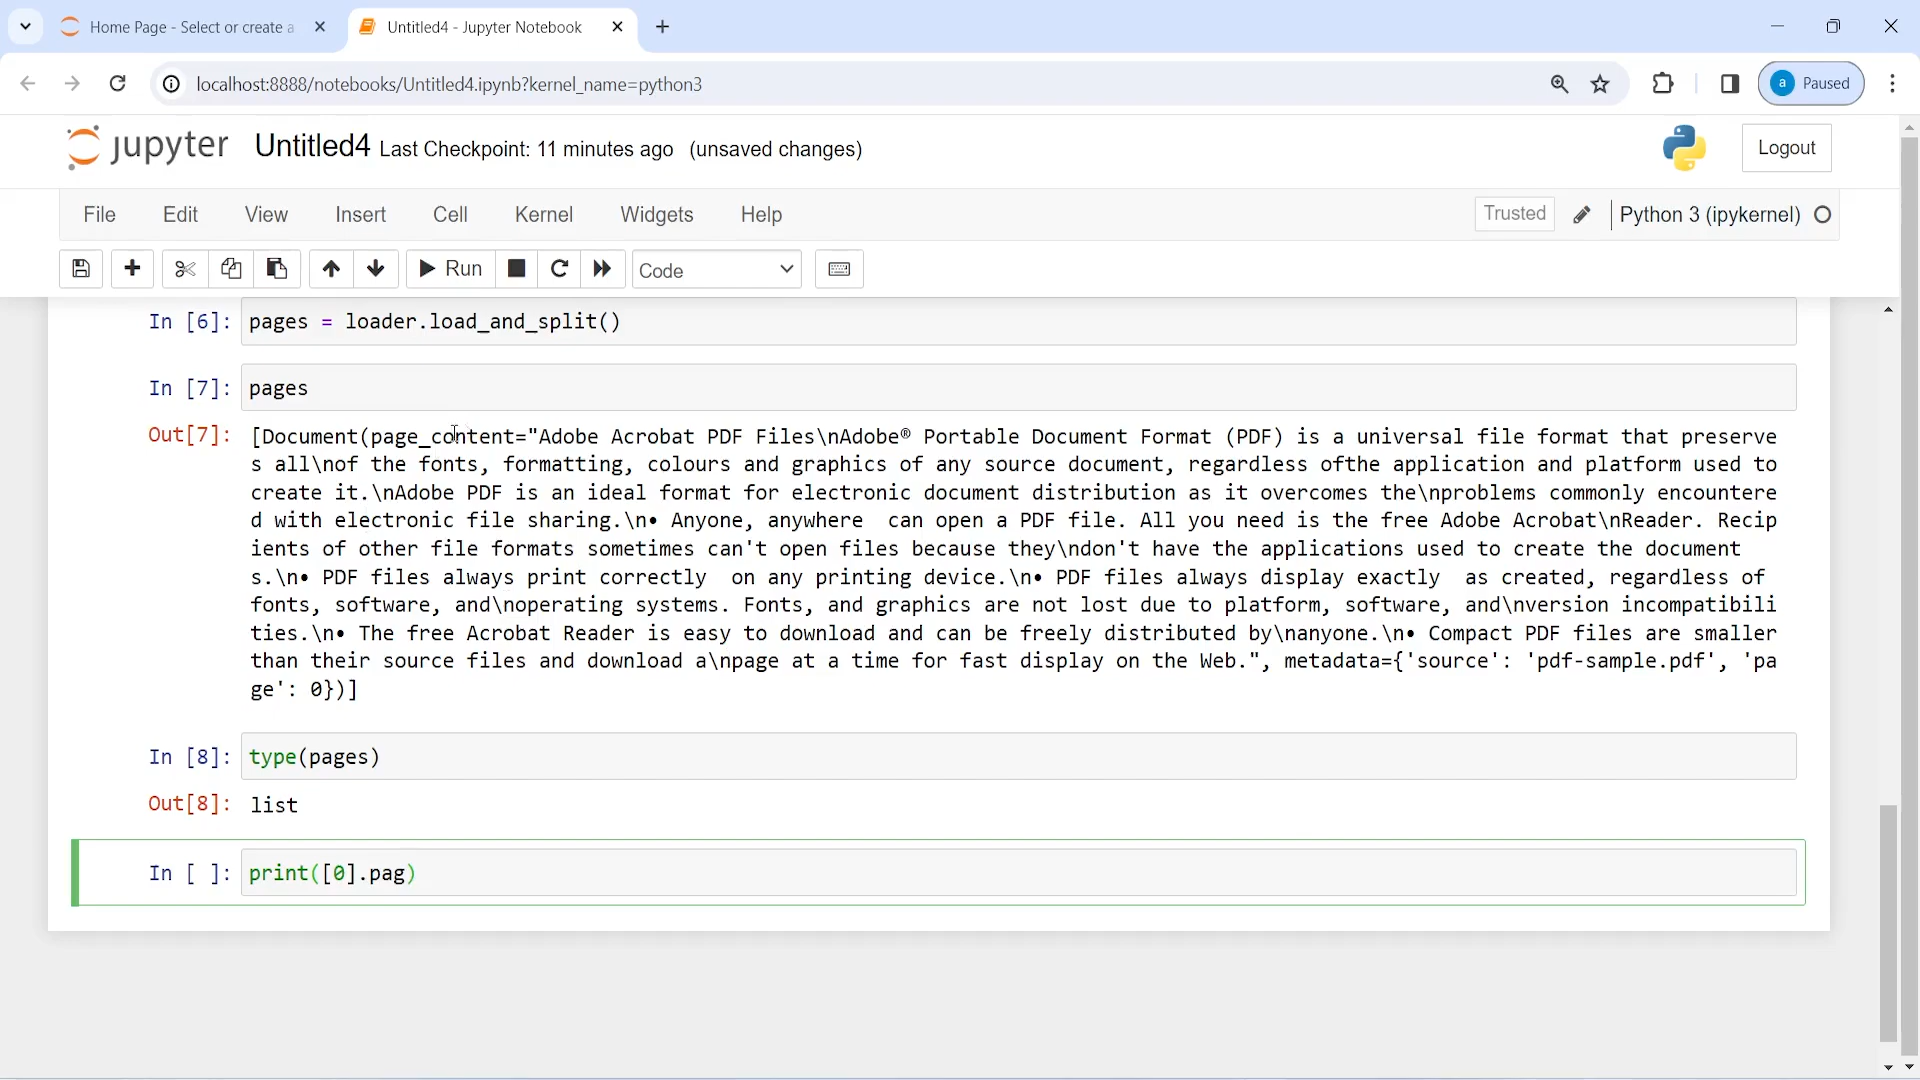 Home Page - Select or create a
Untitled4 - Jupyter Notebook
localhost:8888/notebooks/Untitled4.ipynb?kernel_name=python3
a Paused
jupyter Untitled4 Last Checkpoint: 11 minutes ago (unsaved changes)
Logout
File Edit View Insert Cell Kernel Widgets Help
Trusted Python 3 (ipykernel)
Run Code
In [6]: pages = loader.load_and_split()
In [7]: pages
Out[7]: [Document(page_content="Adobe Acrobat PDF Files\nAdobe® Portable Document Format (PDF) is a universal file format that preserve
s all\nof the fonts, formatting, colours and graphics of any source document, regardless ofthe application and platform used to
create it.\nAdobe PDF is an ideal format for electronic document distribution as it overcomes the\nproblems commonly encountere
d with electronic file sharing.\n• Anyone, anywhere  can open a PDF file. All you need is the free Adobe Acrobat\nReader. Recip
ients of other file formats sometimes can't open files because they\ndon't have the applications used to create the document
s.\n• PDF files always print correctly  on any printing device.\n• PDF files always display exactly  as created, regardless of
fonts, software, and\noperating systems. Fonts, and graphics are not lost due to platform, software, and\nversion incompatibili
ties.\n• The free Acrobat Reader is easy to download and can be freely distributed by\nanyone.\n• Compact PDF files are smaller
than their source files and download a\npage at a time for fast display on the Web.", metadata={'source': 'pdf-sample.pdf', 'pa
ge': 0})]
In [8]: type(pages)
Out[8]: list
In [ ]: print([0].pag)